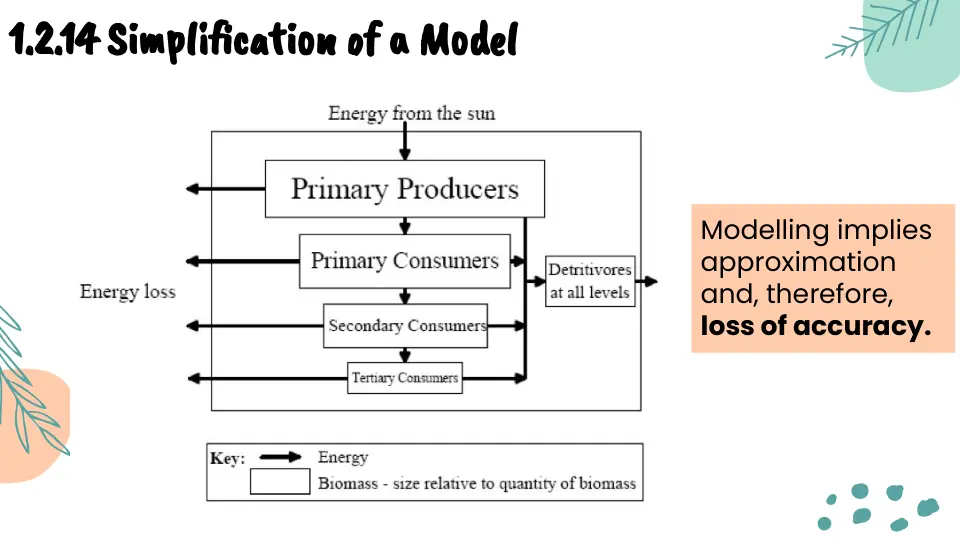 1.2.14 Simplification of a Model
Energy from the sun
Primary Producers
Primary Consumers
Detritivores
at all levels
Energy loss
Secondary Consumers
Tertiary Consumers
Modelling implies
approximation
and, therefore,
loss of accuracy.
Key: Energy
Biomass - size relative to quantity of biomass